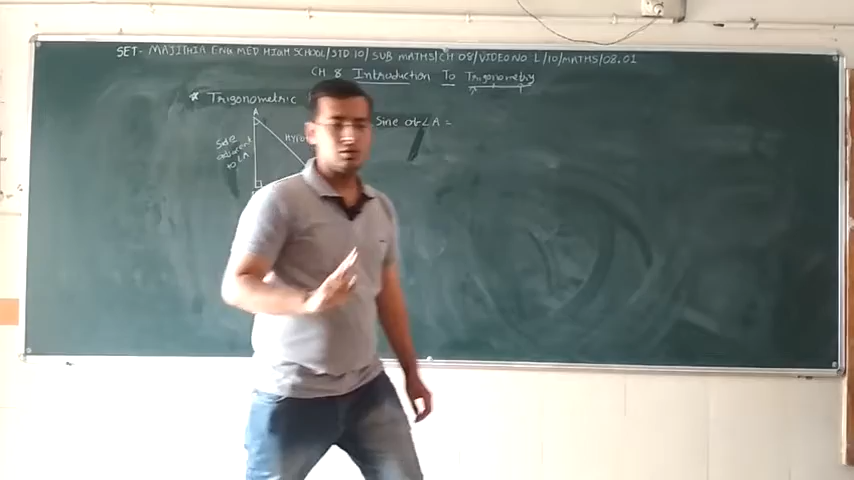 SET- MAJITHIA ENG MED HIGH SCHOOL/STD 10/ SUB MATHS/CH 08/VIDEO NO L/10/MATHS/08.01
CH 8 Introduction To Trigonometry
* Trigonometric
A
Sine of ∠A =
Side
adjacent
to ∠A